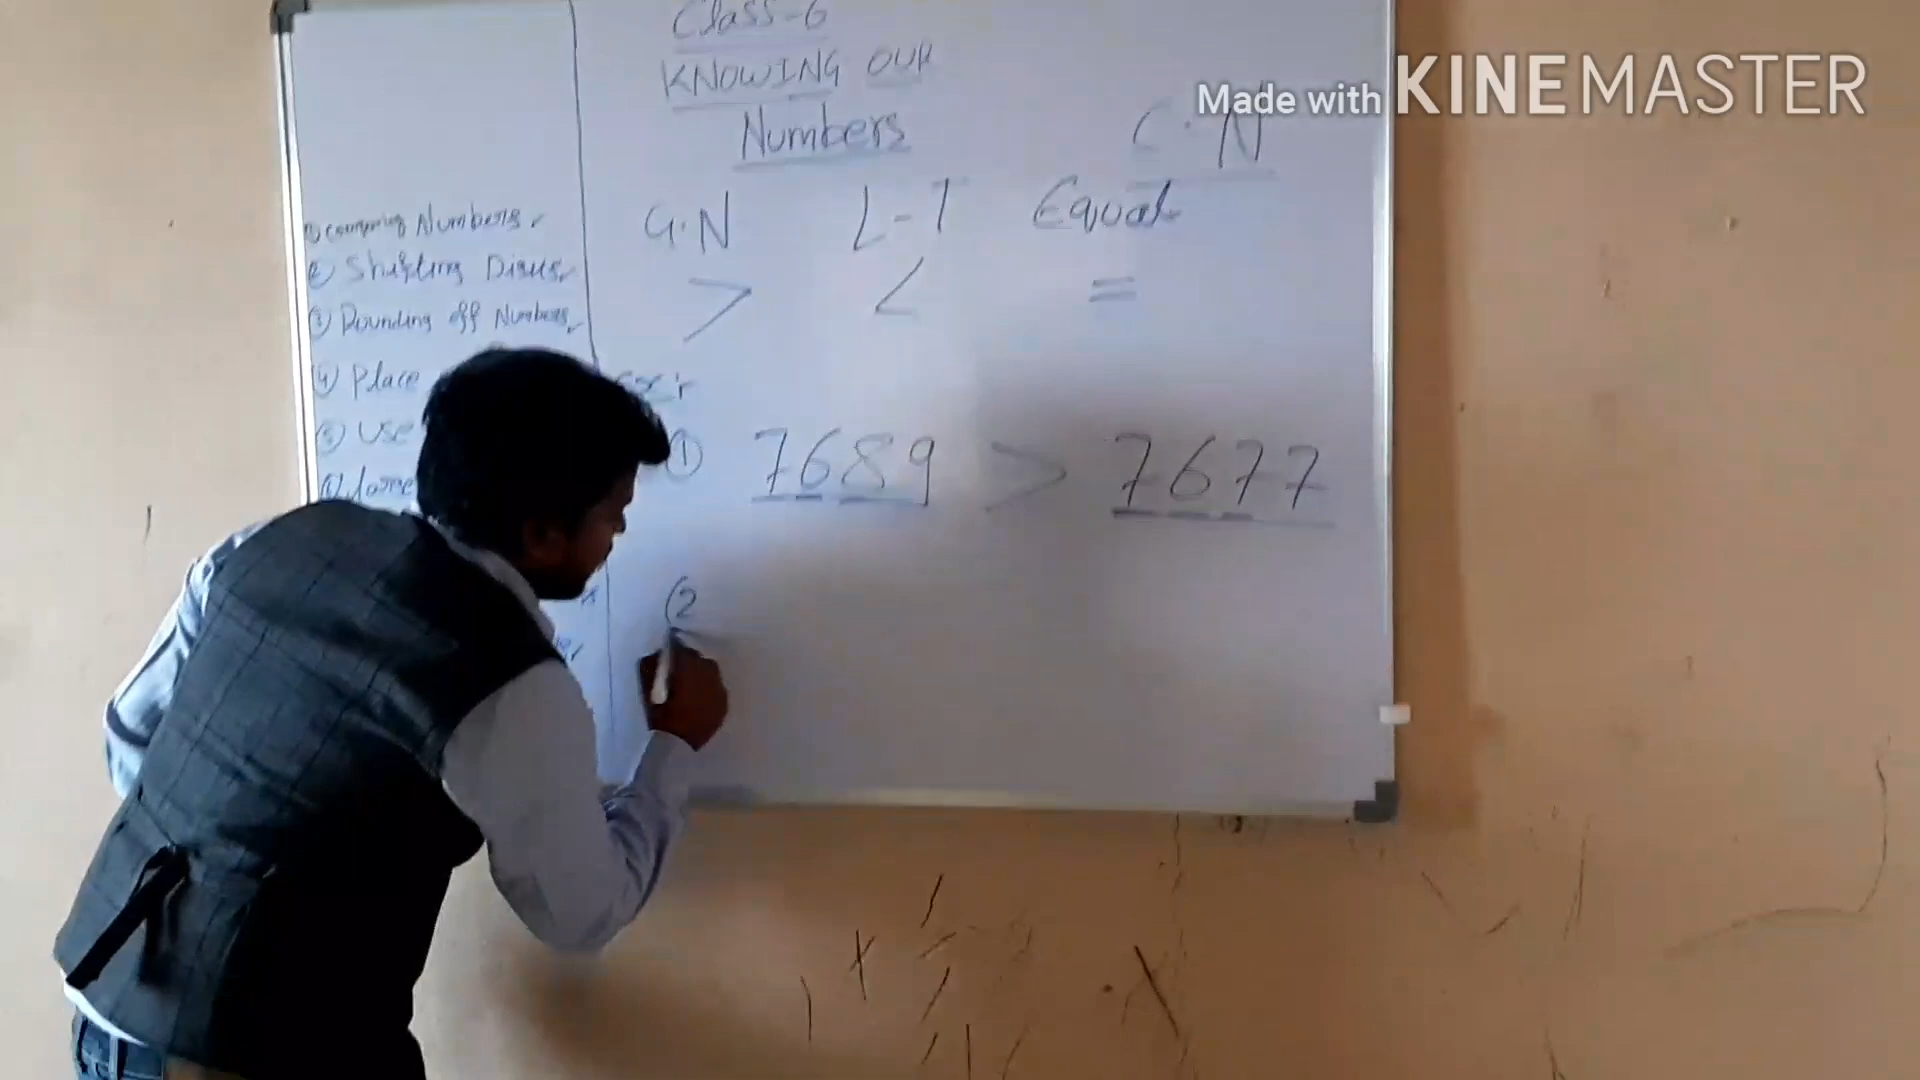 Class-6
KNOWING OUR
Numbers
Made with KINEMASTER
C.N
G.N L-T Equal
> < =
① Comparing Numbers
② Shifting Digits
③ Rounding off Numbers
④ Place
⑤ Use
Ex:-
① 7689 > 7677
(2